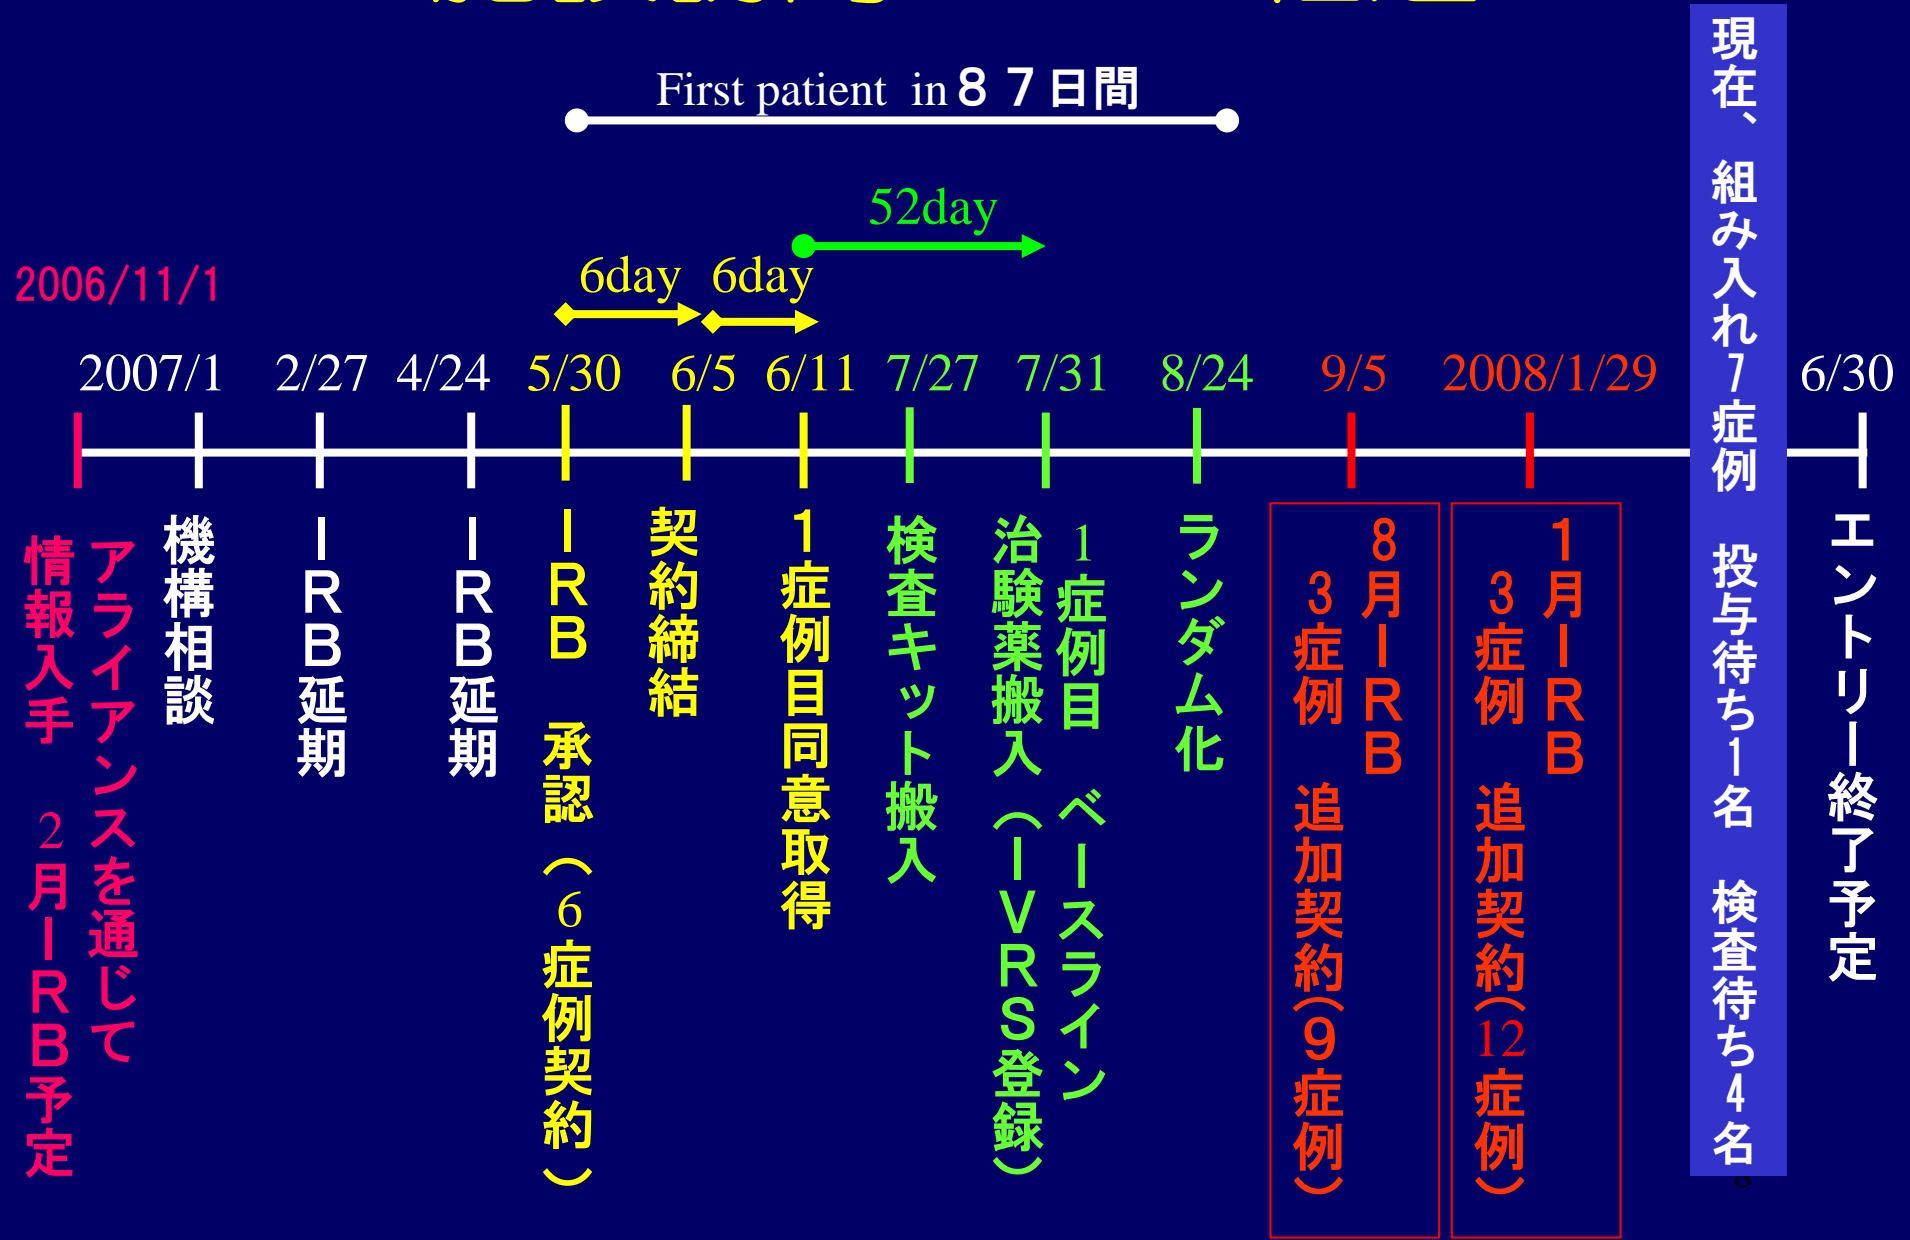 First patient in８７日間
52day
6day
6day
2006/11/1
2007/1
2/27
4/24
5/30
6/5
6/11
7/27
7/31
8/24
9/5
2008/1/29
6/30
アライアンスを通じて
情報入手　2月ＩＲＢ予定
機構相談
ＩＲＢ延期
ＩＲＢ延期
ＩＲＢ　承認（6症例契約）
契約締結
１症例目同意取得
検査キット搬入
1症例目　ベースライン
治験薬搬入（ＩＶＲＳ登録）
ランダム化
8月ＩＲＢ
3症例　追加契約（９症例）
１月ＩＲＢ
3症例　追加契約（12症例）
現在、組み入れ7症例　投与待ち1名　検査待ち4名
エントリー終了予定
8